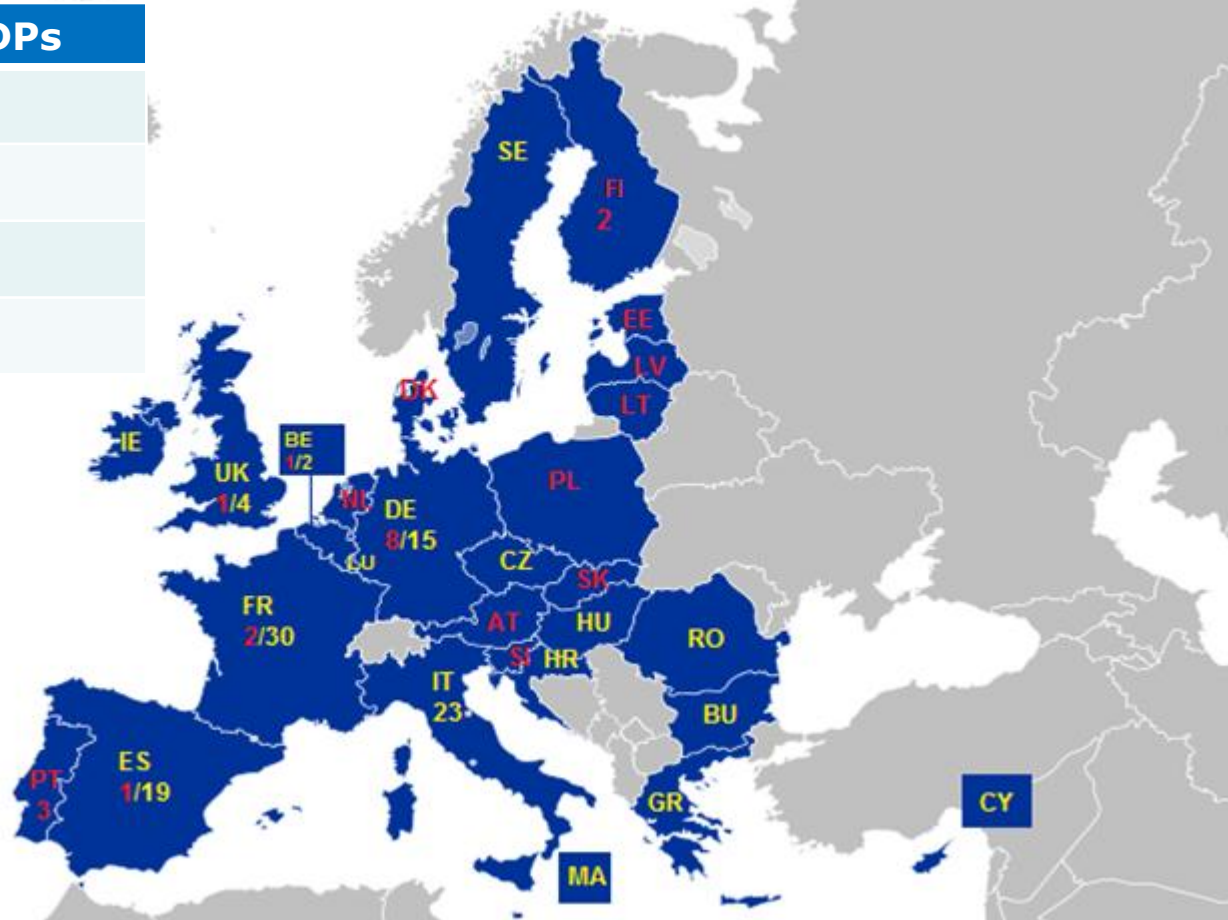 OPs
SE
FI
2
EE
LV
DK
LT
IE
BE
1/2
UK
1/4
NL
PL
DE
8/15
LU
CZ
SK
FR
2/30
AT
HU
RO
SI
HR
IT
23
BU
ES
1/19
PT
3
GR
CY
MA